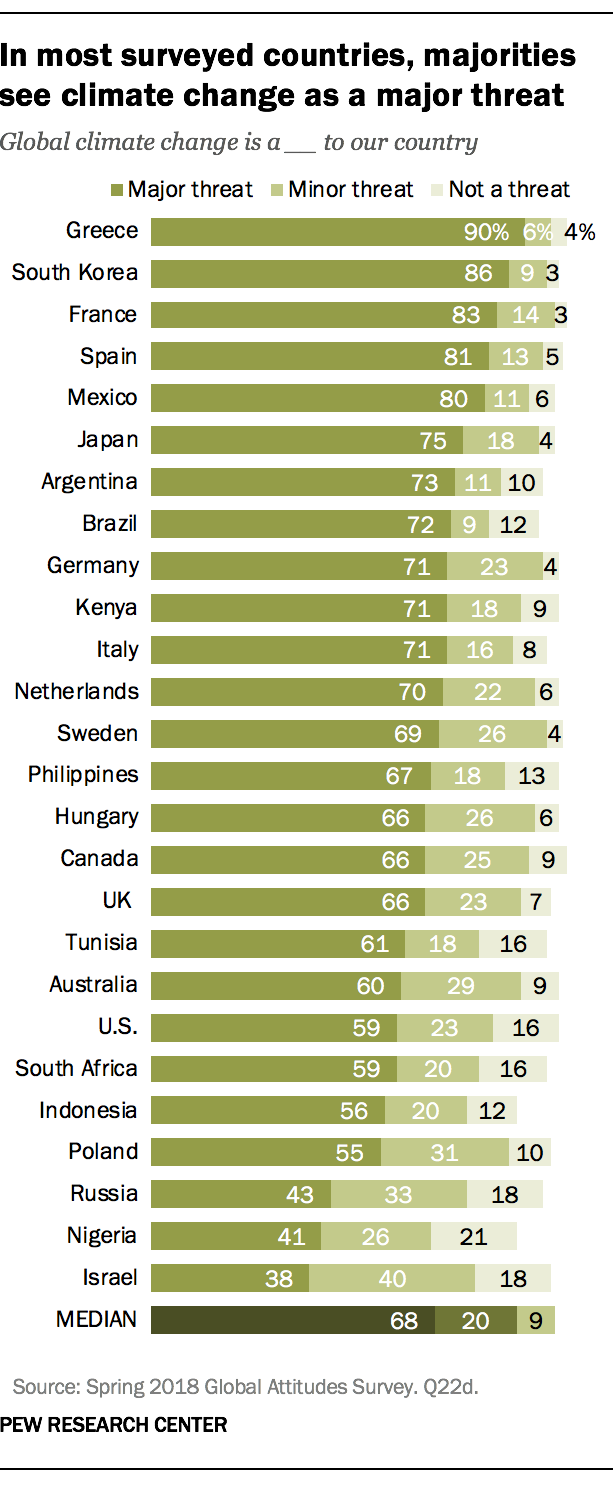 In most surveyed countries, majorities
see climate change as a major threat
Global climate change is a __ to our country
Major threat Minor threat Not a threat
Greece 90% 6% 4%
South Korea 86 9 3
France 83 14 3
Spain 81 13 5
Mexico 80 11 6
Japan 75 18 4
Argentina 73 11 10
Brazil 72 9 12
Germany 71 23 4
Kenya 71 18 9
Italy 71 16 8
Netherlands 70 22 6
Sweden 69 26 4
Philippines 67 18 13
Hungary 66 26 6
Canada 66 25 9
UK 66 23 7
Tunisia 61 18 16
Australia 60 29 9
U.S. 59 23 16
South Africa 59 20 16
Indonesia 56 20 12
Poland 55 31 10
Russia 43 33 18
Nigeria 41 26 21
Israel 38 40 18
MEDIAN 68 20 9
Source: Spring 2018 Global Attitudes Survey. Q22d.
PEW RESEARCH CENTER